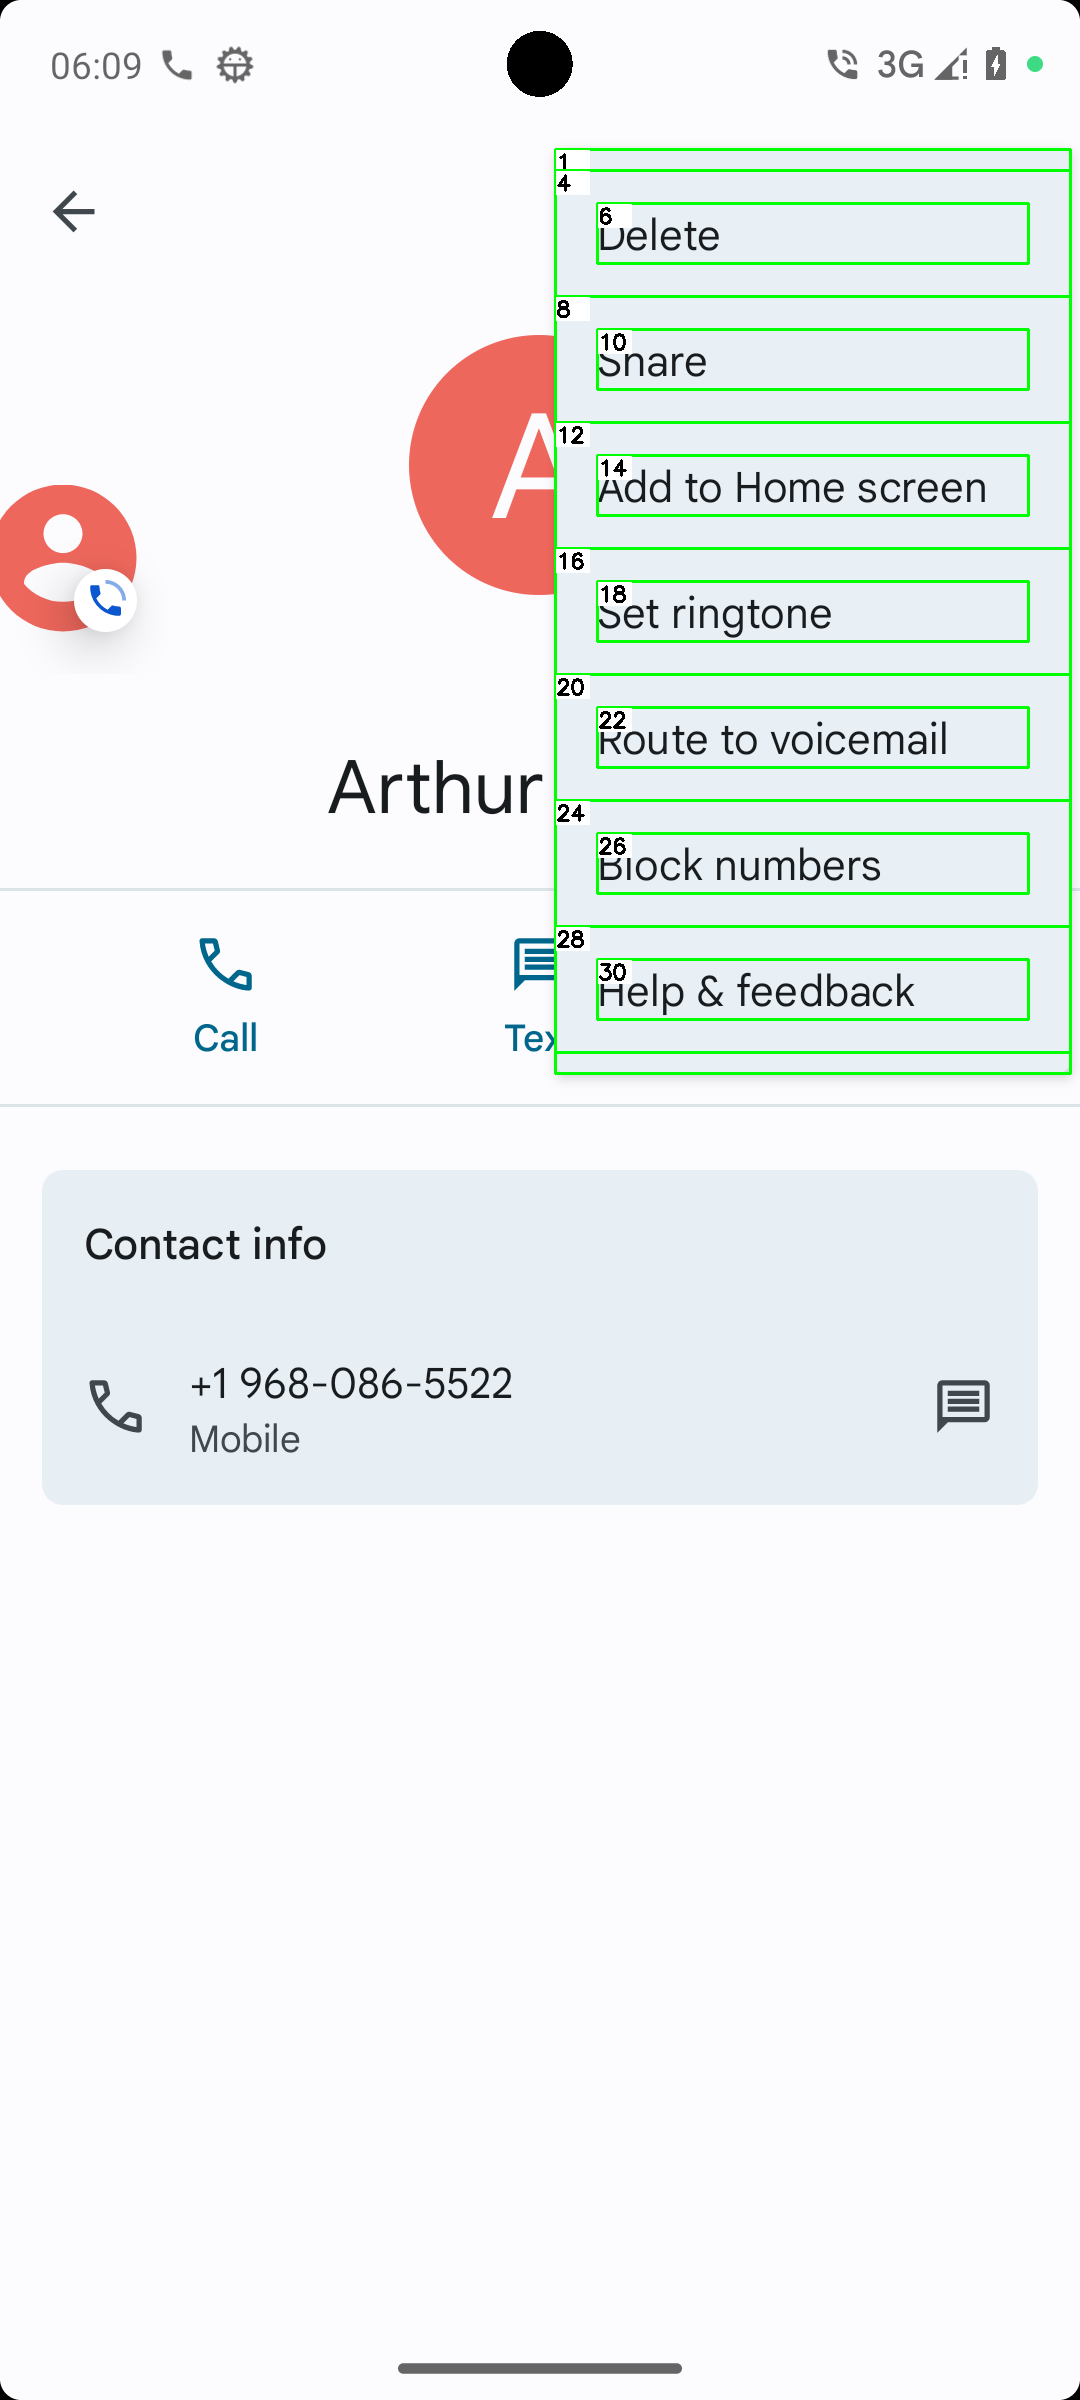 06:09
3G
1
4
6
Delete
8
10
Share
12
14
Add to Home screen
16
18
Set ringtone
20
22
Route to voicemail
24
26
Block numbers
28
30
Help & feedback
A
Arthur
Call
Tex
Contact info
+1 968-086-5522
Mobile